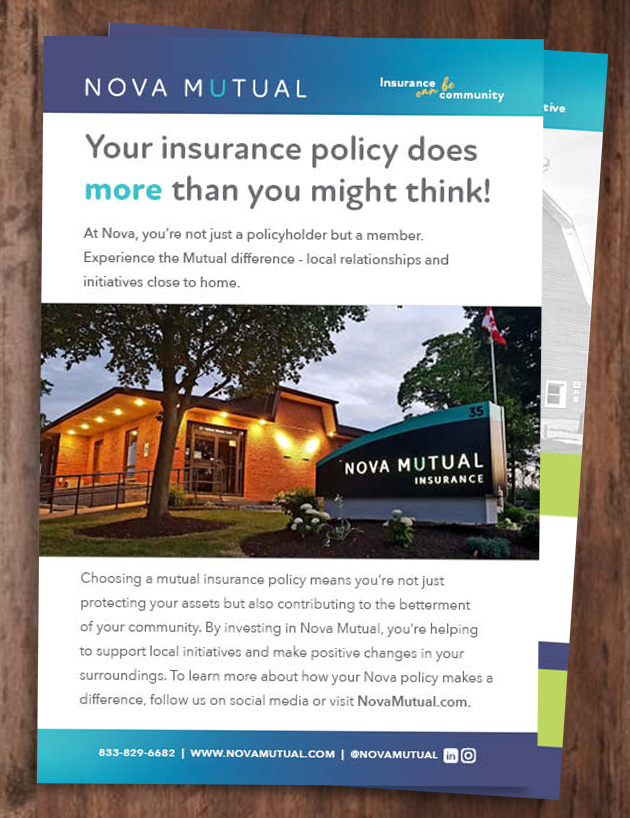 NOVA MUTUAL
Insurance
can be
community
tive
Your insurance policy does
more than you might think!
At Nova, you're not just a policyholder but a member.
Experience the Mutual difference - local relationships and
initiatives close to home.
35
NOVA MUTUAL
INSURANCE
Choosing a mutual insurance policy means you're not just
protecting your assets but also contributing to the betterment
of your community. By investing in Nova Mutual, you're helping
to support local initiatives and make positive changes in your
surroundings. To learn more about how your Nova policy makes a
difference, follow us on social media or visit NovaMutual.com.
833-829-6682 | WWW.NOVAMUTUAL.COM | @NOVAMUTUAL in